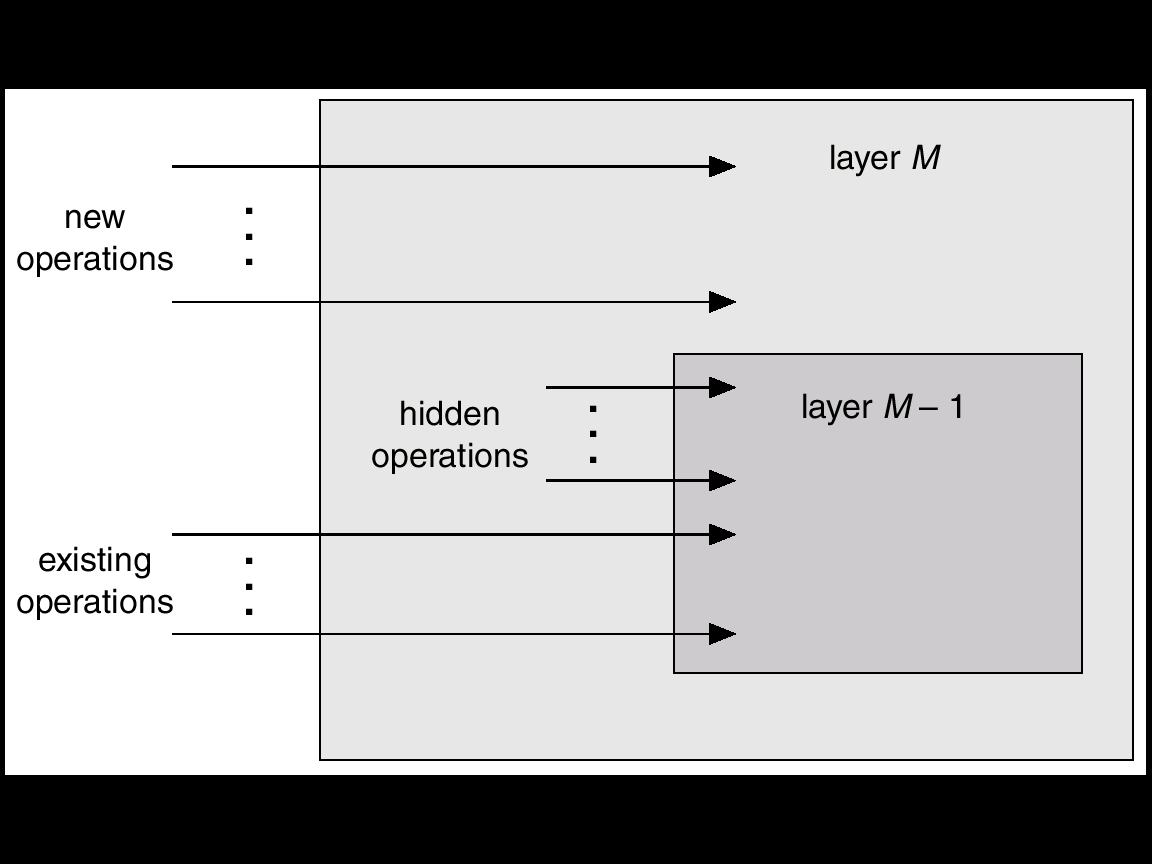 layer M
new
operations
layer M – 1
hidden
operations
existing
operations